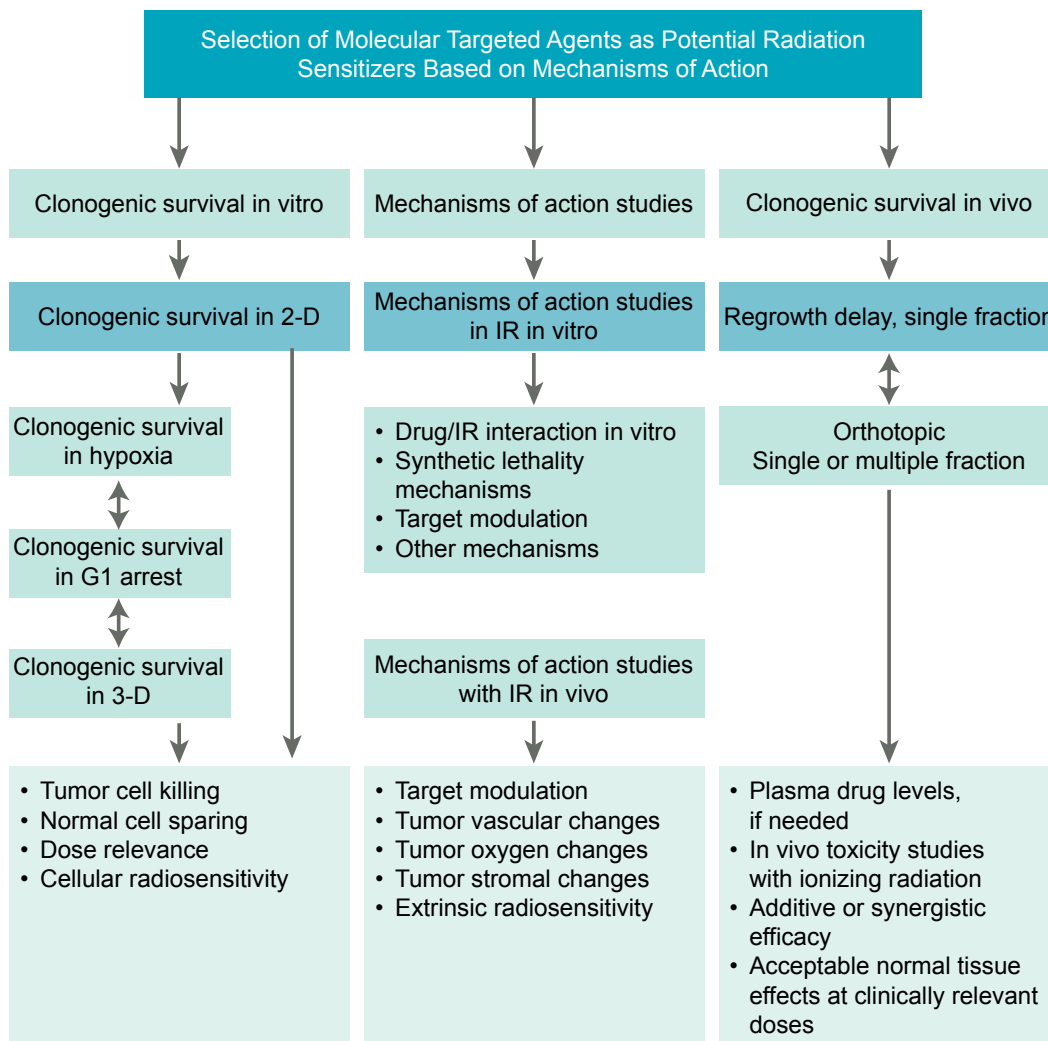 Selection of Molecular Targeted Agents as Potential Radiation
Sensitizers Based on Mechanisms of Action
Clonogenic survival in vitro
Clonogenic survival in 2-D
Clonogenic survival
in hypoxia
Clonogenic survival
in G1 arrest
Clonogenic survival
in 3-D
• Tumor cell killing
• Normal cell sparing
• Dose relevance
• Cellular radiosensitivity
Mechanisms of action studies
Mechanisms of action studies
in IR in vitro
• Drug/IR interaction in vitro
• Synthetic lethality
mechanisms
• Target modulation
• Other mechanisms
Mechanisms of action studies
with IR in vivo
• Target modulation
• Tumor vascular changes
• Tumor oxygen changes
• Tumor stromal changes
• Extrinsic radiosensitivity
Clonogenic survival in vivo
Regrowth delay, single fraction
Orthotopic
Single or multiple fraction
• Plasma drug levels,
if needed
• In vivo toxicity studies
with ionizing radiation
• Additive or synergistic
efficacy
• Acceptable normal tissue
effects at clinically relevant
doses